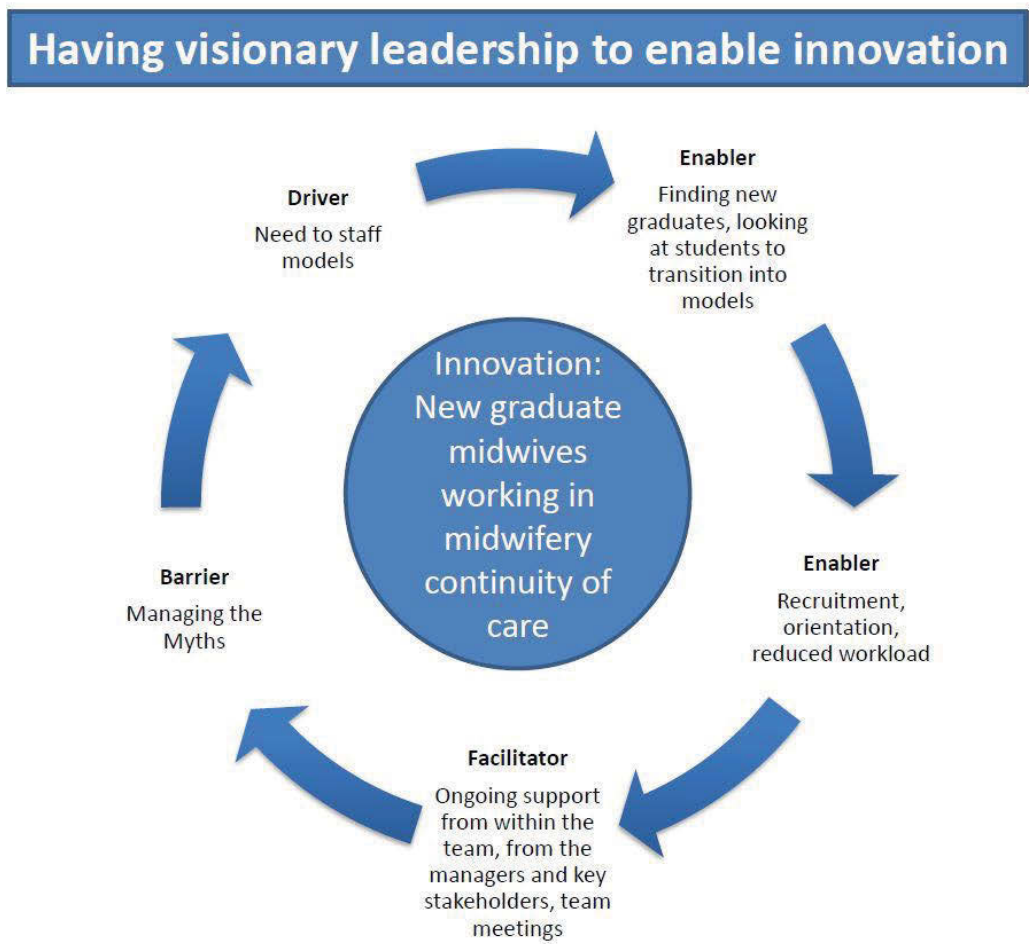 Having visionary leadership to enable innovation
Driver
Need to staff
models
Enabler
Finding new
graduates, looking
at students to
transition into
models
Enabler
Recruitment,
orientation,
reduced workload
Facilitator
Ongoing support
from within the
team, from the
managers and key
stakeholders, team
meetings
Barrier
Managing the
Myths
Innovation:
New graduate
midwives
working in
midwifery
continuity of
care